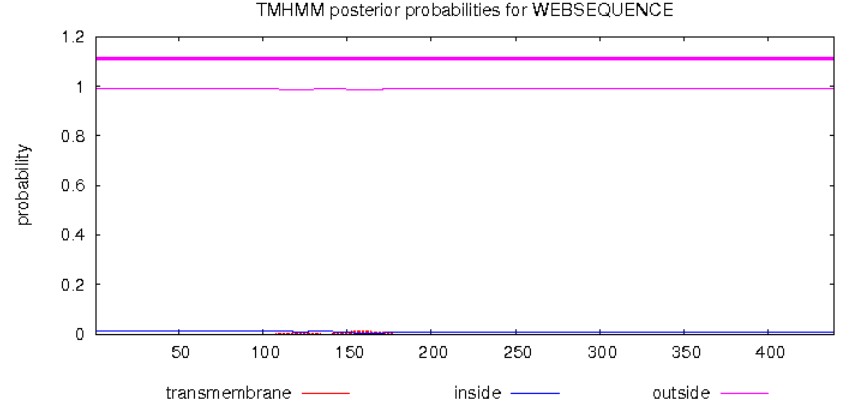 TMHMM posterior probabilities for WEBSEQUENCE
1.2
1
0.8
0.6
0.4
0.2
0
probability
50 100 150 200 250 300 350 400
transmembrane inside outside